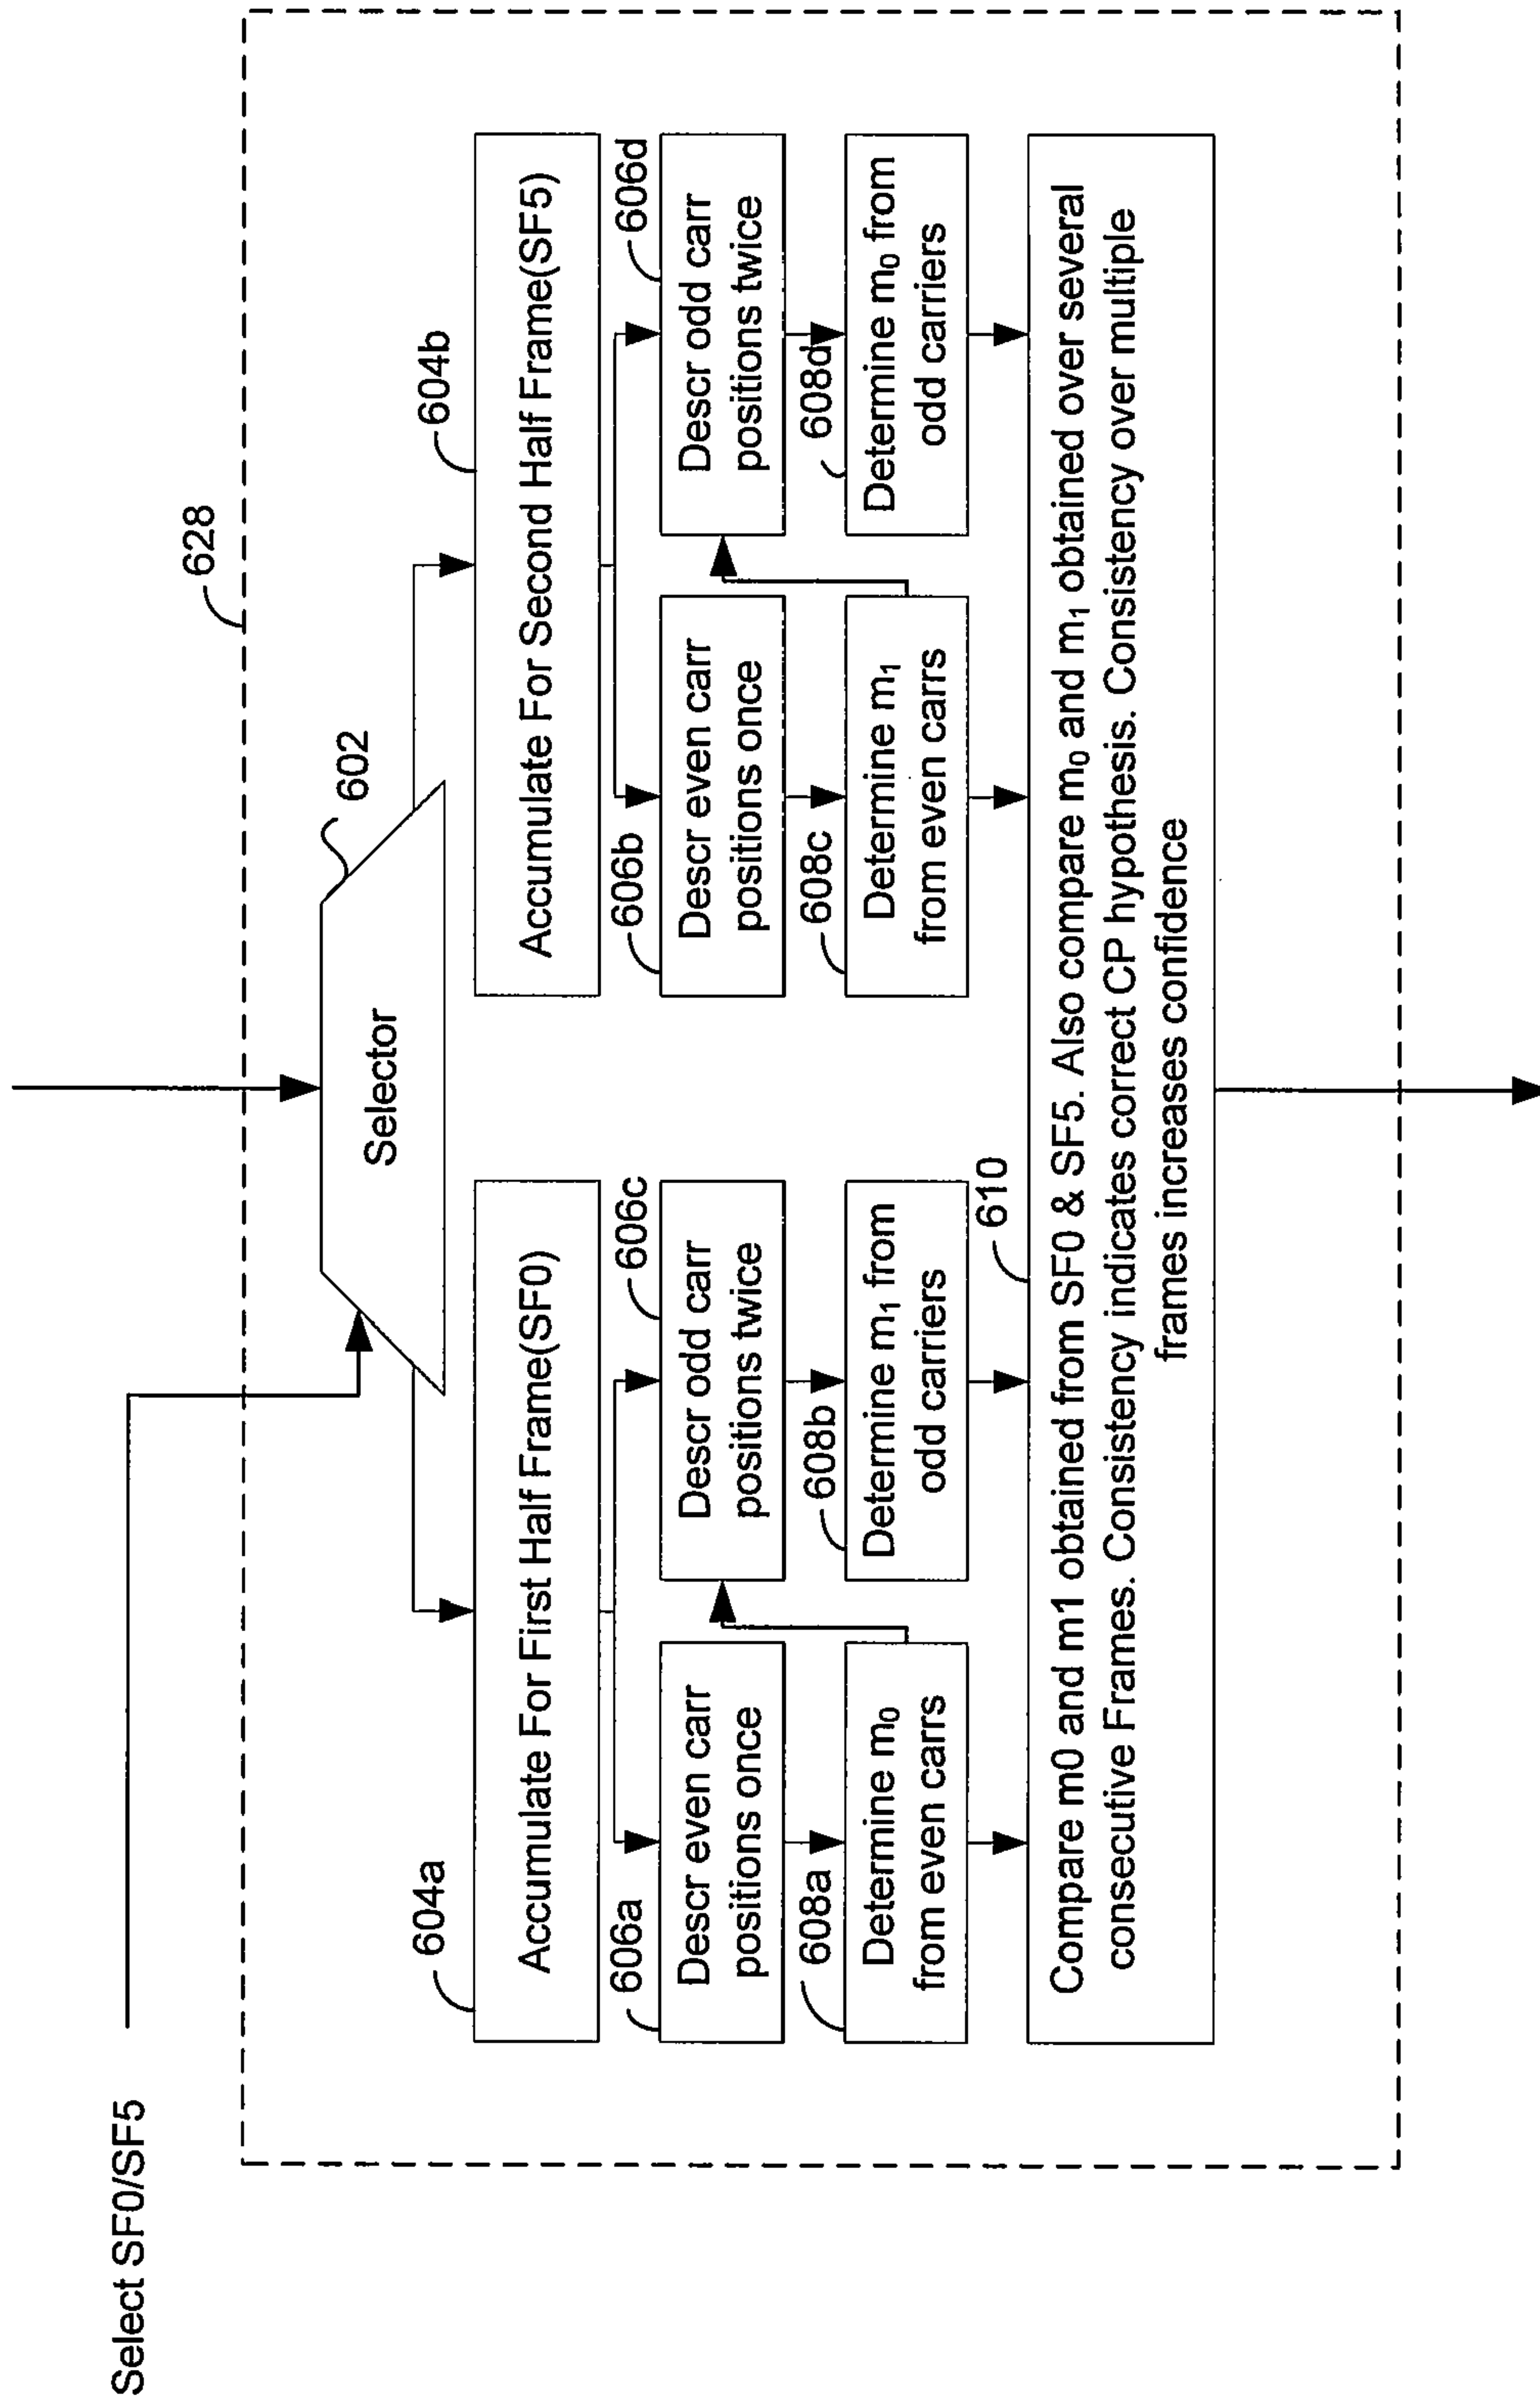 Select SF0/SF5
628
602
Selector
604a
Accumulate For First Half Frame(SF0)
604b
Accumulate For Second Half Frame(SF5)
606a
Descr even carr
positions once
606c
Descr odd carr
positions twice
606b
Descr even carr
positions once
606d
Descr odd carr
positions twice
608a
Determine m₀
from even carrs
608b
Determine m₁ from
odd carriers
608c
Determine m₁
from even carrs
608d
Determine m₀ from
odd carriers
610
Compare m0 and m1 obtained from SF0 & SF5. Also compare m₀ and m₁ obtained over several
consecutive Frames. Consistency indicates correct CP hypothesis. Consistency over multiple
frames increases confidence